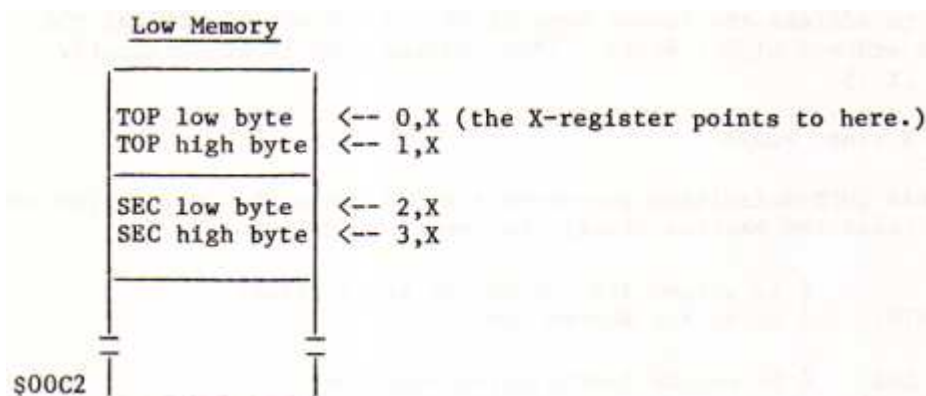 Low Memory
TOP low byte <-- 0,X (the X-register points to here.)
TOP high byte <-- 1,X
SEC low byte <-- 2,X
SEC high byte <-- 3,X
$00C2